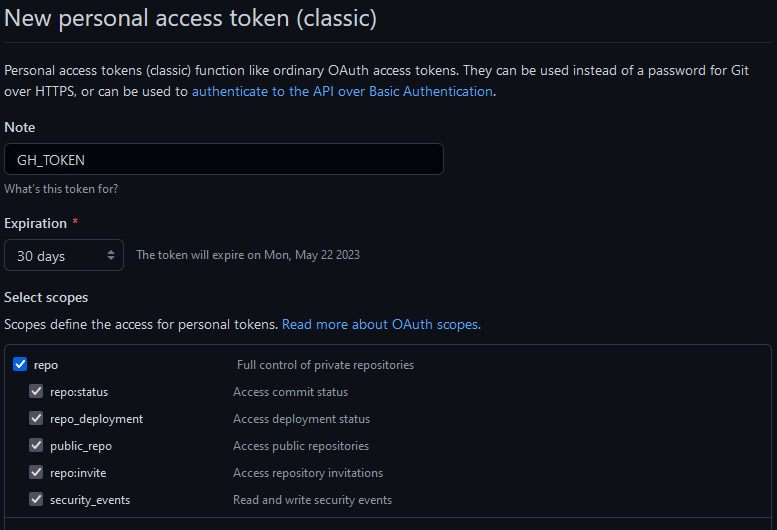 New personal access token (classic)
Personal access tokens (classic) function like ordinary OAuth access tokens. They can be used instead of a password for Git
over HTTPS, or can be used to authenticate to the API over Basic Authentication.
Note
GH_TOKEN
What's this token for?
Expiration *
30 days The token will expire on Mon, May 22 2023
Select scopes
Scopes define the access for personal tokens. Read more about OAuth scopes.
repo Full control of private repositories
repo:status Access commit status
repo_deployment Access deployment status
public_repo Access public repositories
repo:invite Access repository invitations
security_events Read and write security events